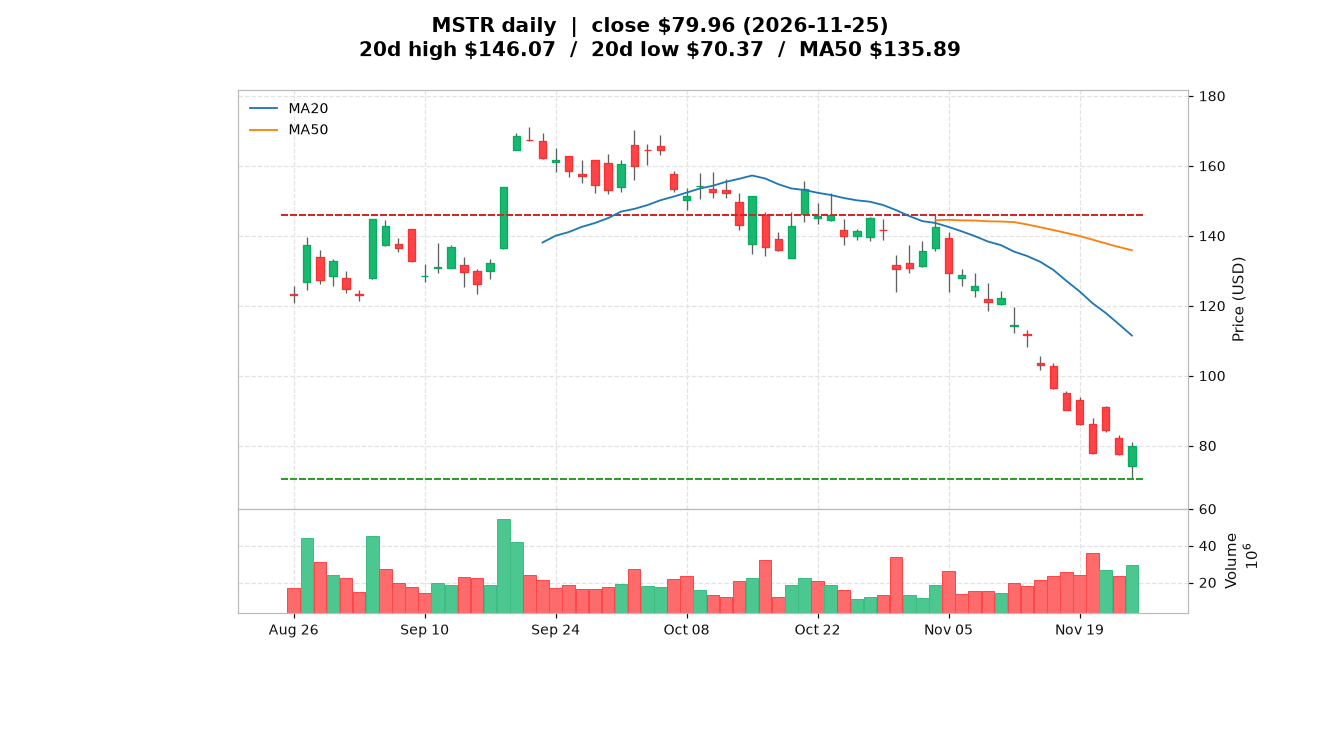 MSTR daily | close $79.96 (2026-11-25)
20d high $146.07 / 20d low $70.37 / MA50 $135.89
MA20
MA50
180
160
140
120
100
80
60
Price (USD)
40
20
Volume
10^6
Aug 26
Sep 10
Sep 24
Oct 08
Oct 22
Nov 05
Nov 19